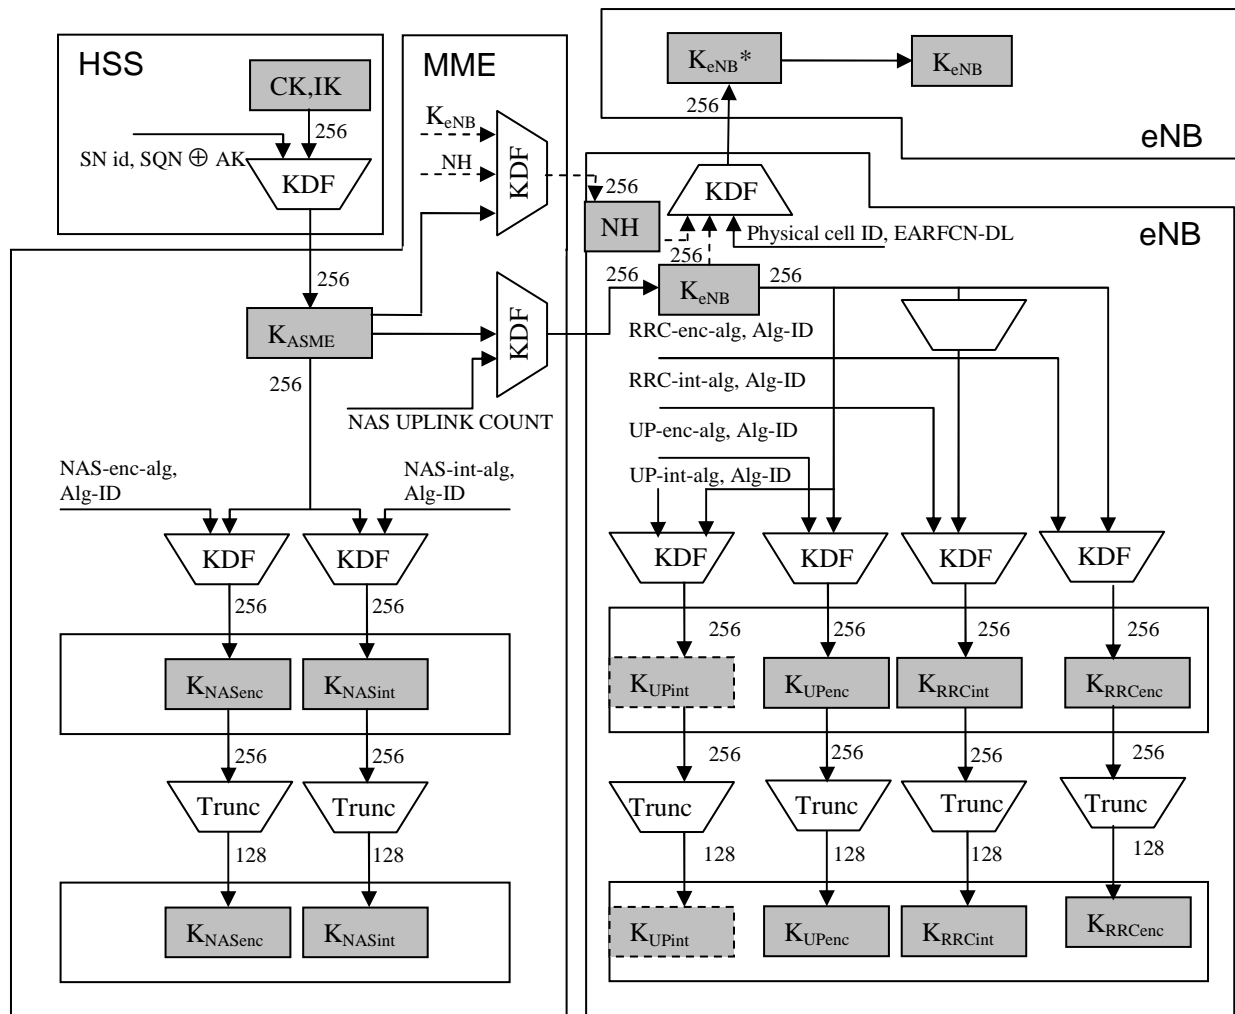 HSS
CK,IK
256
SN id, SQN ⊕ AK
KDF
256
MME
KeNB
NH
KDF
256
KASME
256
KDF
NAS UPLINK COUNT
NAS-enc-alg,
Alg-ID
NAS-int-alg,
Alg-ID
KDF
KDF
256
256
KNASenc
KNASint
256
256
Trunc
Trunc
128
128
KNASenc
KNASint
KeNB*
KeNB
256
eNB
KDF
NH
Physical cell ID, EARFCN-DL
eNB
256
256
KeNB
256
RRC-enc-alg, Alg-ID
RRC-int-alg, Alg-ID
UP-enc-alg, Alg-ID
UP-int-alg, Alg-ID
KDF
KDF
KDF
KDF
256
256
256
256
KUPint
KUPenc
KRRCint
KRRCenc
256
256
256
256
Trunc
Trunc
Trunc
Trunc
128
128
128
128
KUPint
KUPenc
KRRCint
KRRCenc